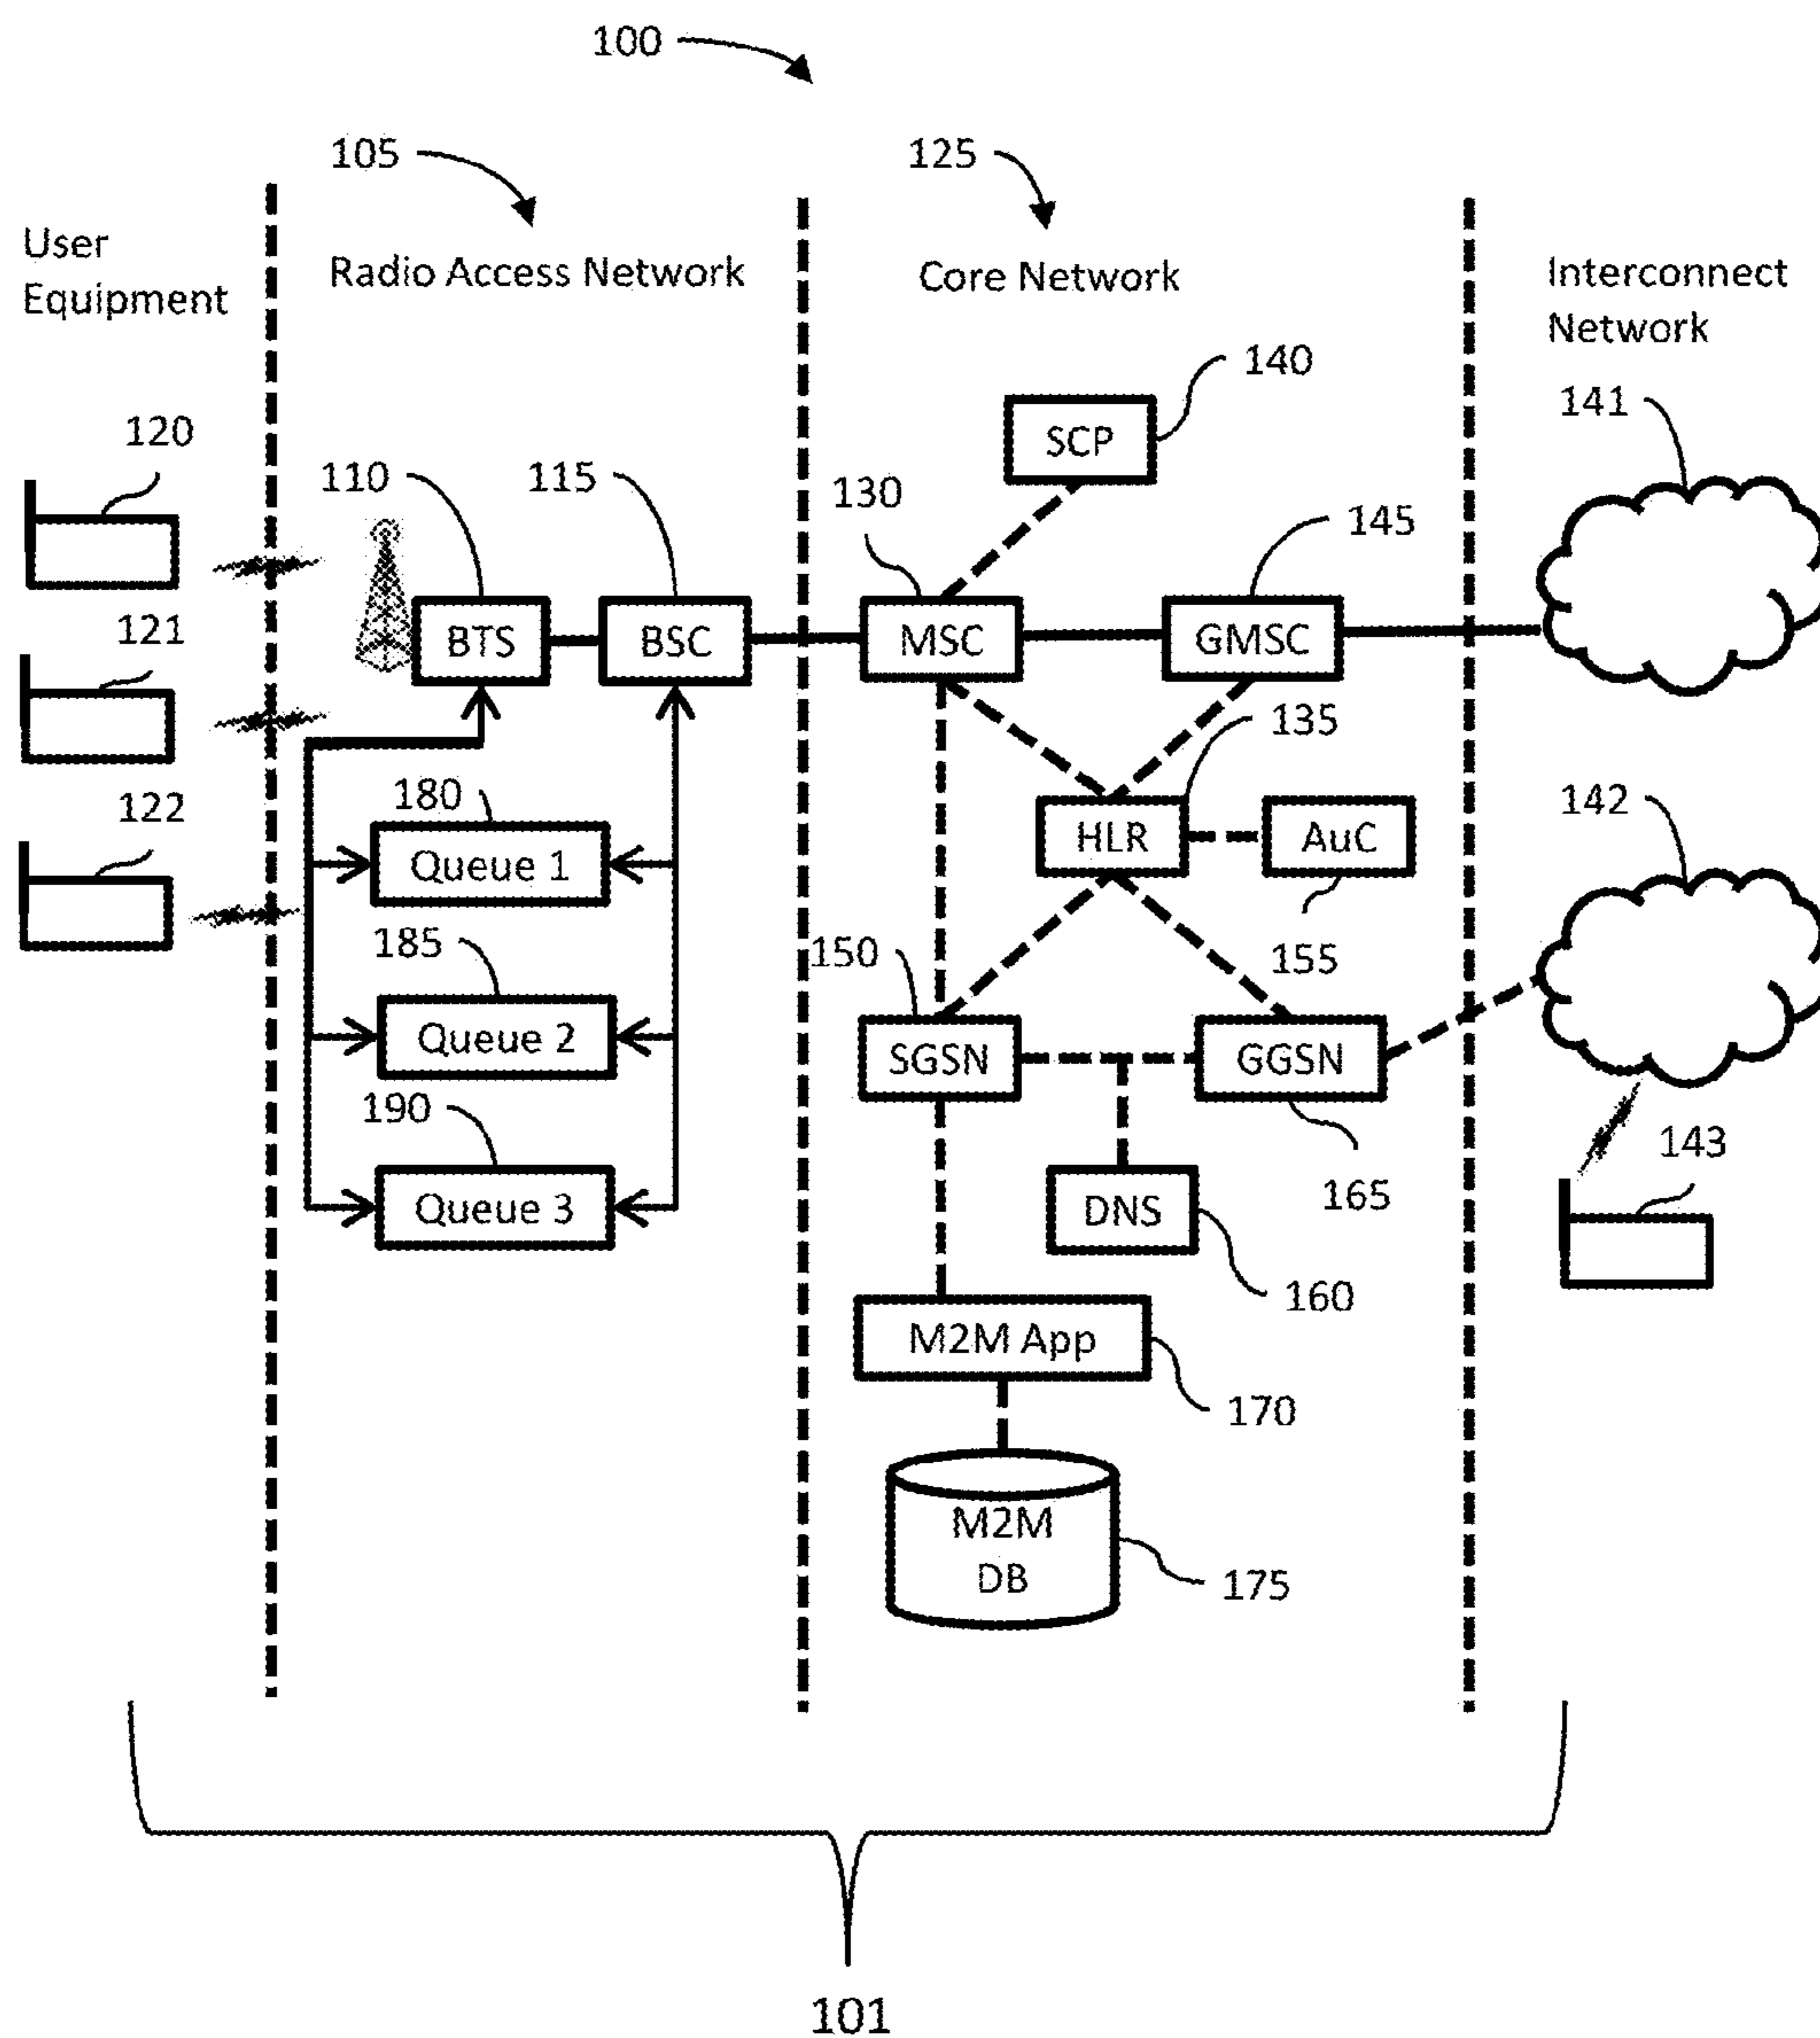 100
105
125
User
Equipment
Radio Access Network
Core Network
Interconnect
Network
140
SCP
141
120
110
115
130
145
BTS
BSC
MSC
GMSC
121
135
180
122
142
Queue 1
HLR
AuC
185
150
155
Queue 2
SGSN
GGSN
190
143
165
Queue 3
DNS
160
M2M App
170
M2M
DB
175
101